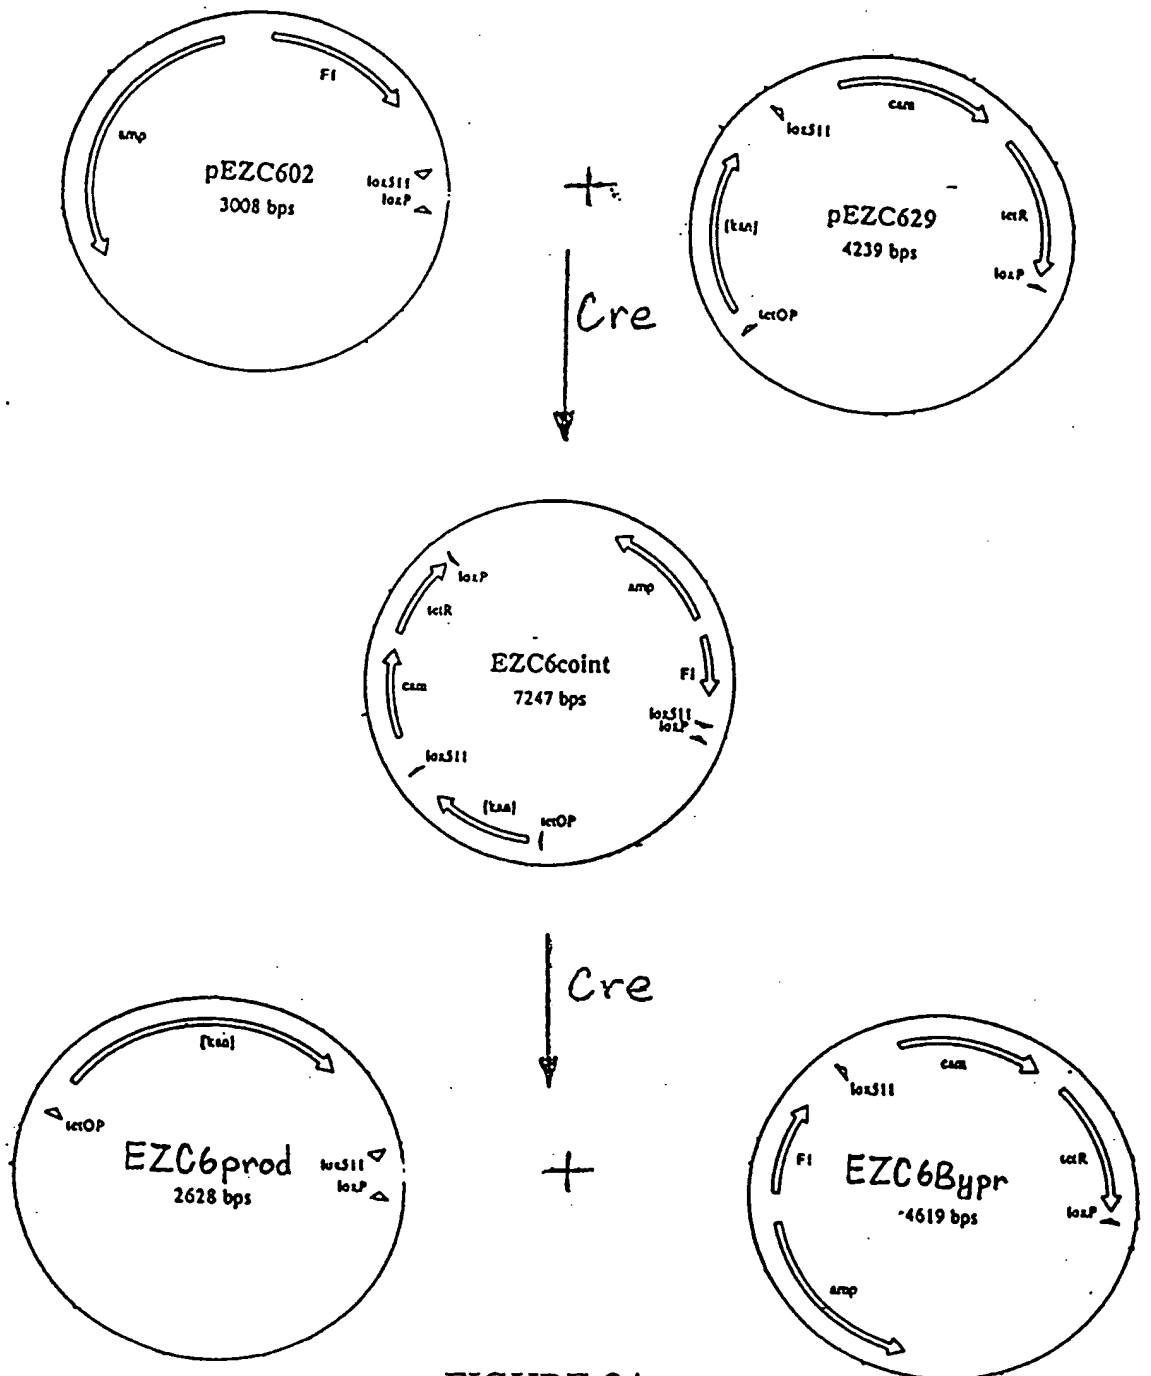 F1
amp
pEZC602
3008 bps
lox511
loxP
+
cam
lox511
[kan]
pEZC629
4239 bps
tetR
loxP
tetOP
Cre
loxP
tetR
amp
EZC6coint
7247 bps
cam
F1
lox511
loxP
lox511
[kan]
tetOP
Cre
[kan]
tetOP
EZC6prod
2628 bps
lox511
loxP
+
cam
lox511
F1
EZC6Bypr
4619 bps
tetR
loxP
amp